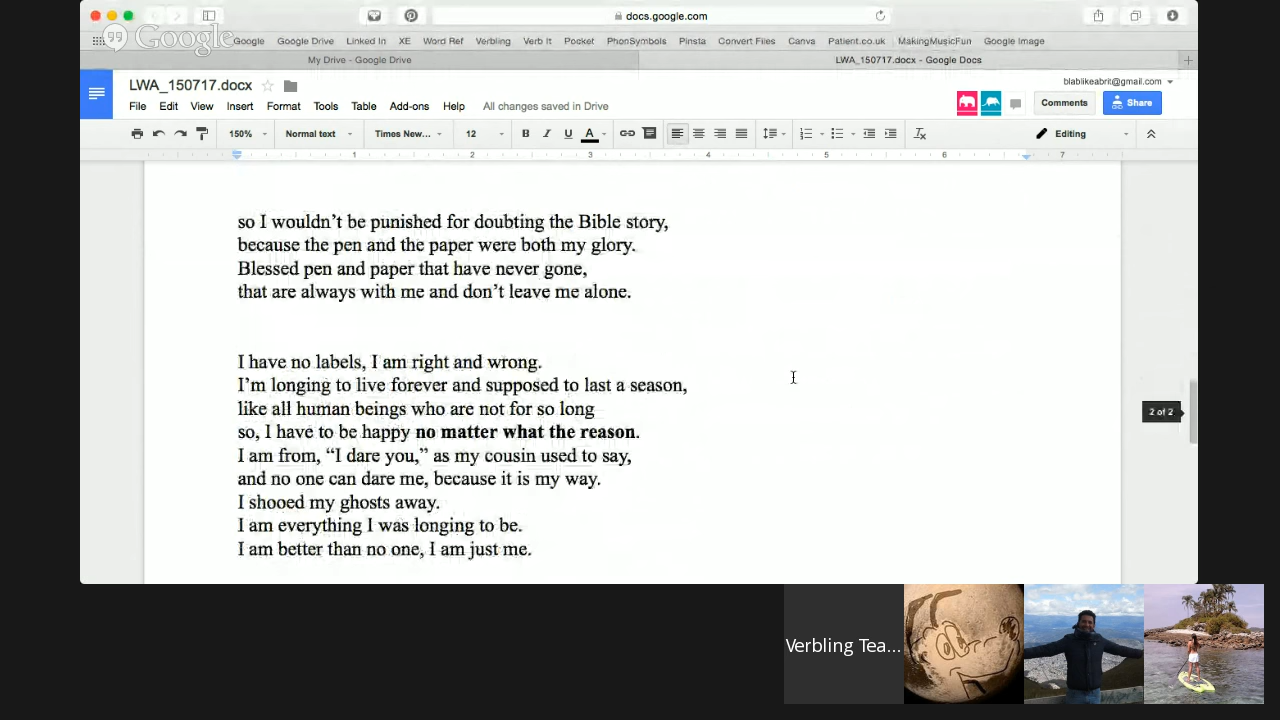 docs.google.com
Google
Google Google Drive Linked In XE Word Ref Verbling Verb It Pocket PhonSymbols Pinsta Convert Files Canva Patient.co.uk MakingMusicFun Google Image
My Drive - Google Drive LWA_150717.docx - Google Docs
LWA_150717.docx
blablikeabrit@gmail.com
File Edit View Insert Format Tools Table Add-ons Help All changes saved in Drive
Comments Share
150% Normal text Times New... 12 B I U A Editing
1 2 3 4 5 6 7
so I wouldn’t be punished for doubting the Bible story,
because the pen and the paper were both my glory.
Blessed pen and paper that have never gone,
that are always with me and don’t leave me alone.
I have no labels, I am right and wrong.
I’m longing to live forever and supposed to last a season,
like all human beings who are not for so long
so, I have to be happy no matter what the reason.
2 of 2
I am from, “I dare you,” as my cousin used to say,
and no one can dare me, because it is my way.
I shooed my ghosts away.
I am everything I was longing to be.
I am better than no one, I am just me.
Verbling Tea...